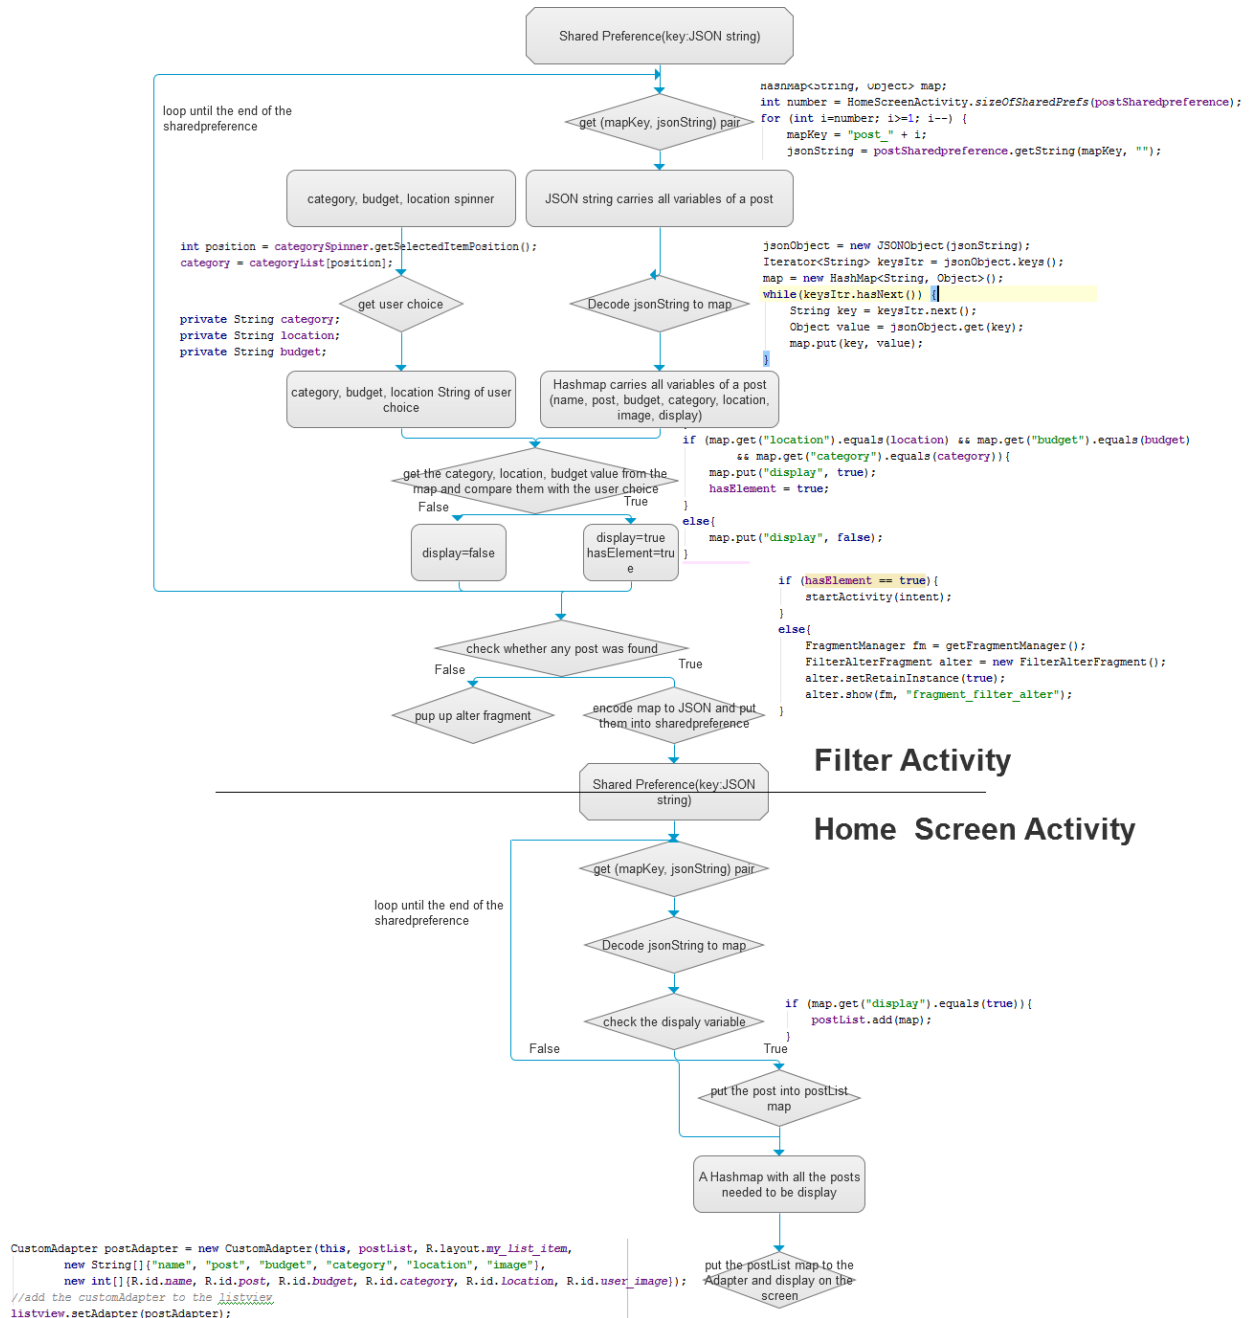 Shared Preference(key:JSON string)
loop until the end of the
sharedpreference
get (mapKey, jsonString) pair
HashMap<String, Object> map;
int number = HomeScreenActivity.sizeOfSharedPrefs(postSharedpreference);
for (int i=number; i>=1; i--) {
mapKey = "post_" + i;
jsonString = postSharedpreference.getString(mapKey, "");
category, budget, location spinner
JSON string carries all variables of a post
int position = categorySpinner.getSelectedItemPosition();
category = categoryList[position];
get user choice
private String category;
private String location;
private String budget;
Decode jsonString to map
jsonObject = new JSONObject(jsonString);
Iterator<String> keysItr = jsonObject.keys();
map = new HashMap<String, Object>();
while(keysItr.hasNext()) {
String key = keysItr.next();
Object value = jsonObject.get(key);
map.put(key, value);
}
category, budget, location String of user
choice
Hashmap carries all variables of a post
(name, post, budget, category, location,
image, display)
get the category, location, budget value from the
map and compare them with the user choice
if (map.get("location").equals(location) && map.get("budget").equals(budget)
&& map.get("category").equals(category)){
map.put("display", true);
hasElement = true;
}
else{
map.put("display", false);
}
False
True
display=false
display=true
hasElement=tru
e
if (hasElement == true){
startActivity(intent);
}
else{
FragmentManager fm = getFragmentManager();
FilterAlterFragment alter = new FilterAlterFragment();
alter.setRetainInstance(true);
alter.show(fm, "fragment_filter_alter");
}
check whether any post was found
False
True
pup up alter fragment
encode map to JSON and put
them into sharedpreference
Filter Activity
Shared Preference(key:JSON
string)
Home Screen Activity
get (mapKey, jsonString) pair
loop until the end of the
sharedpreference
Decode jsonString to map
check the dispaly variable
if (map.get("display").equals(true)){
postList.add(map);
}
False
True
put the post into postList
map
A Hashmap with all the posts
needed to be display
put the postList map to the
Adapter and display on the
screen
CustomAdapter postAdapter = new CustomAdapter(this, postList, R.layout.my_list_item,
new String[]{"name", "post", "budget", "category", "location", "image"},
new int[]{R.id.name, R.id.post, R.id.budget, R.id.category, R.id.location, R.id.user_image});
//add the customAdapter to the listview
listview.setAdapter(postAdapter);